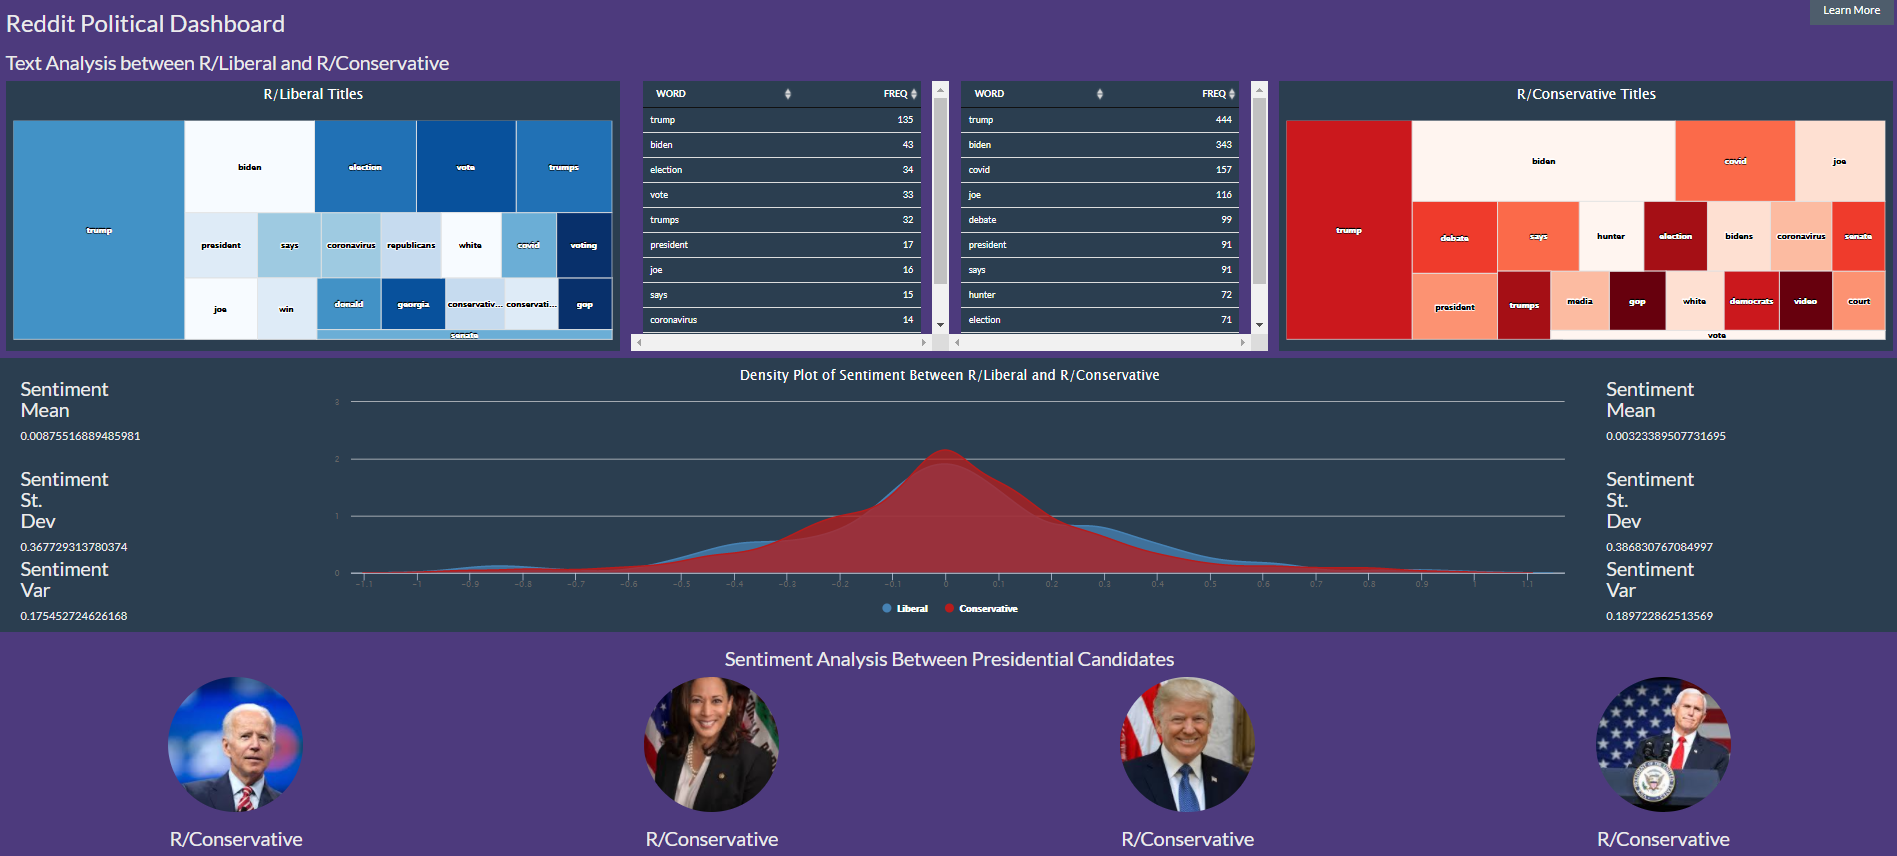 Reddit Political Dashboard
Learn More
Text Analysis between R/Liberal and R/Conservative
R/Liberal Titles
trump
biden
election
vote
trumps
president
says
coronavirus
republicans
white
covid
voting
joe
win
donald
georgia
conservativ...
conservati...
gop
senate
WORD FREQ
trump 135
biden 43
election 34
vote 33
trumps 32
president 17
joe 16
says 15
coronavirus 14
WORD FREQ
trump 444
biden 343
covid 157
joe 116
debate 99
president 91
says 91
hunter 72
election 71
R/Conservative Titles
trump
biden
covid
joe
debate
says
hunter
election
bidens
coronavirus
senate
president
trumps
media
gop
white
democrats
video
court
vote
Sentiment
Mean
0.00875516889485981
Sentiment
St.
Dev
0.367729313780374
Sentiment
Var
0.175452724626168
Density Plot of Sentiment Between R/Liberal and R/Conservative
3
2
1
0
-1.1 -1 -0.9 -0.8 -0.7 -0.6 -0.5 -0.4 -0.3 -0.2 -0.1 0 0.1 0.2 0.3 0.4 0.5 0.6 0.7 0.8 0.9 1 1.1
Liberal Conservative
Sentiment
Mean
0.00323389507731695
Sentiment
St.
Dev
0.386830767084997
Sentiment
Var
0.189722862513569
Sentiment Analysis Between Presidential Candidates
R/Conservative
R/Conservative
R/Conservative
R/Conservative